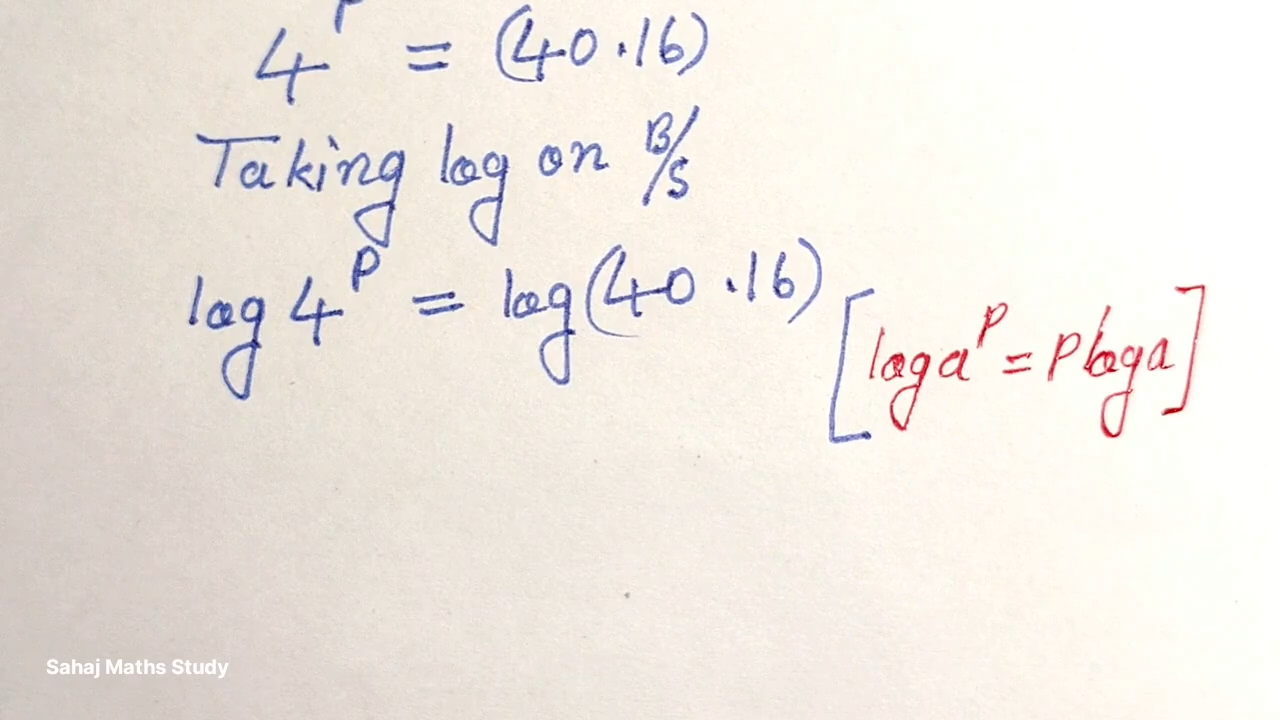 4^P = (40.16)
Taking log on B/S
log 4^P = log(40.16)
[log a^P = P log a]
Sahaj Maths Study